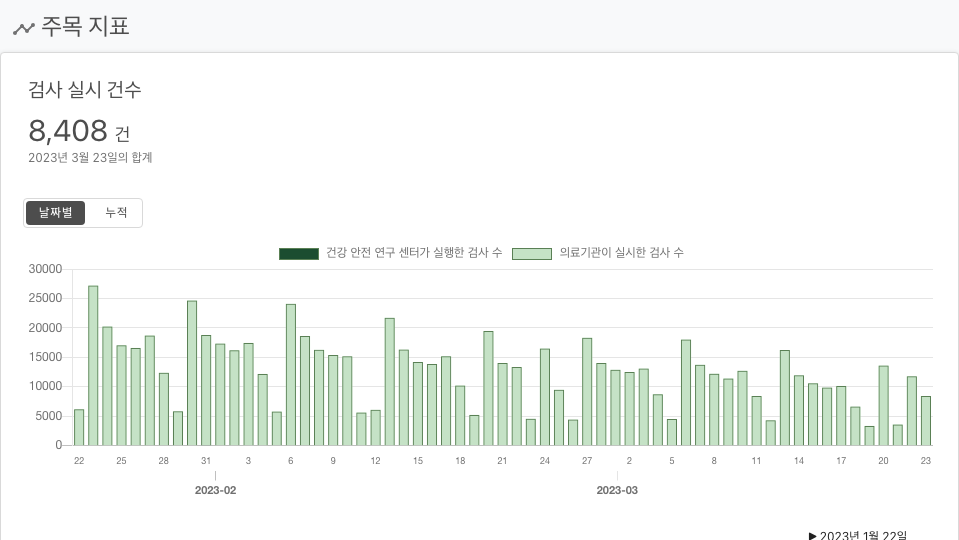 주목 지표
검사 실시 건수
8,408 건
2023년 3월 23일의 합계
날짜별 누적
건강 안전 연구 센터가 실행한 검사 수 의료기관이 실시한 검사 수
30000
25000
20000
15000
10000
5000
0
22 25 28 31 3 6 9 12 15 18 21 24 27 2 5 8 11 14 17 20 23
2023-02 2023-03
▶ 2023년 1월 22일